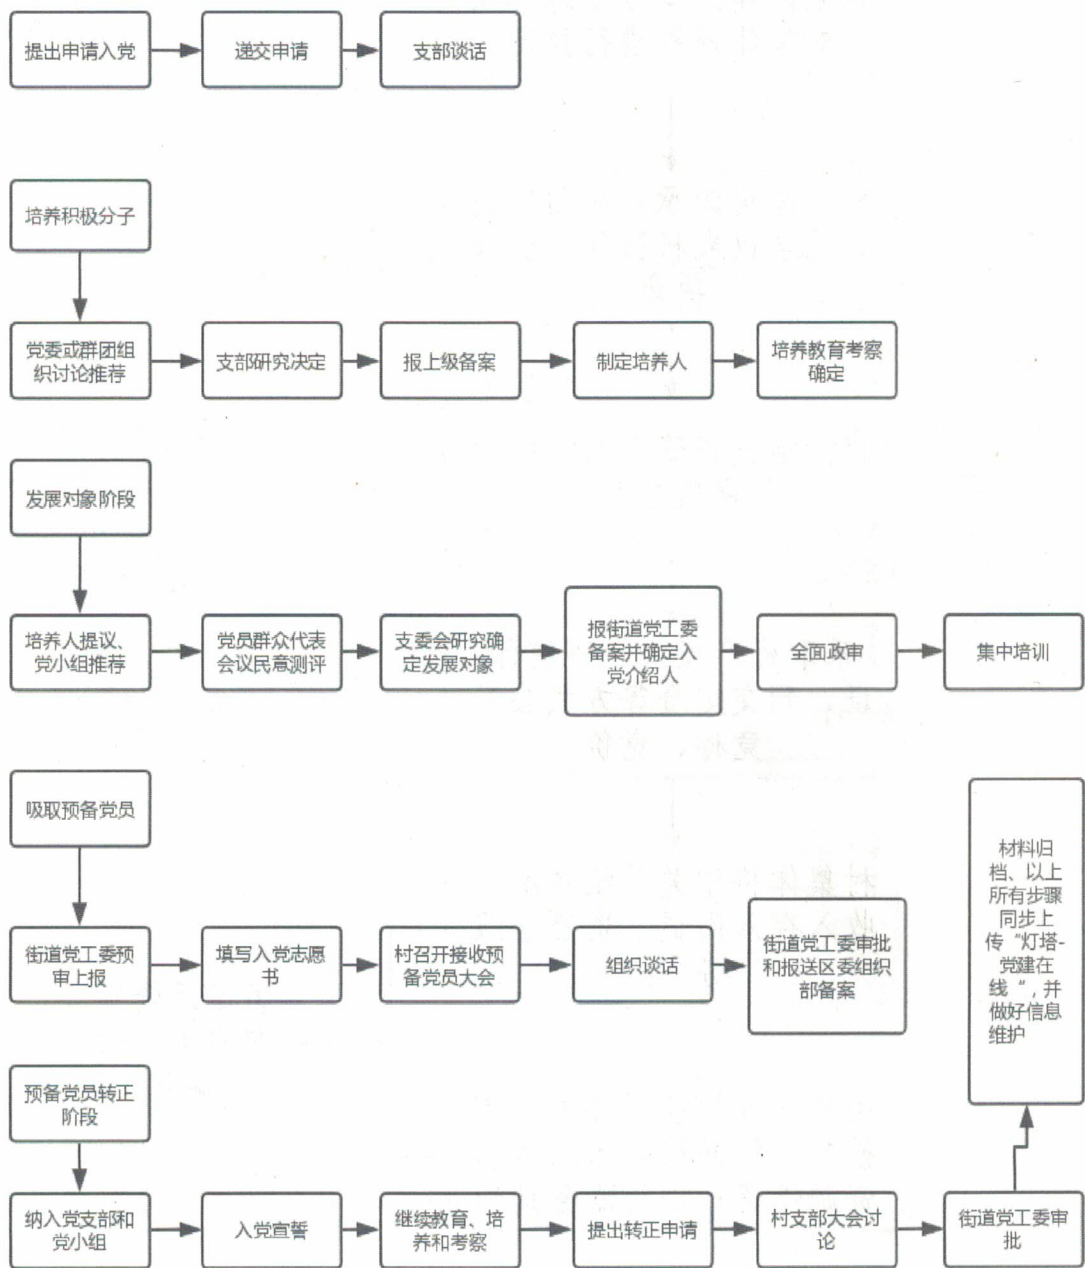 提出申请入党
递交申请
支部谈话
培养积极分子
党委或群团组
织讨论推荐
支部研究决定
报上级备案
制定培养人
培养教育考察
确定
发展对象阶段
培养人提议、
党小组推荐
党员群众代表
会议民意测评
支委会研究确
定发展对象
报街道党工委
备案并确定入
党介绍人
全面政审
集中培训
吸取预备党员
街道党工委预
审上报
填写入党志愿
书
村召开接收预
备党员大会
组织谈话
街道党工委审批
和报送区委组织
部备案
材料归
档、以上
所有步骤
同步上
传“灯塔-
党建在
线“,并
做好信息
维护
预备党员转正
阶段
纳入党支部和
党小组
入党宣誓
继续教育、培
养和考察
提出转正申请
村支部大会讨
论
街道党工委审
批